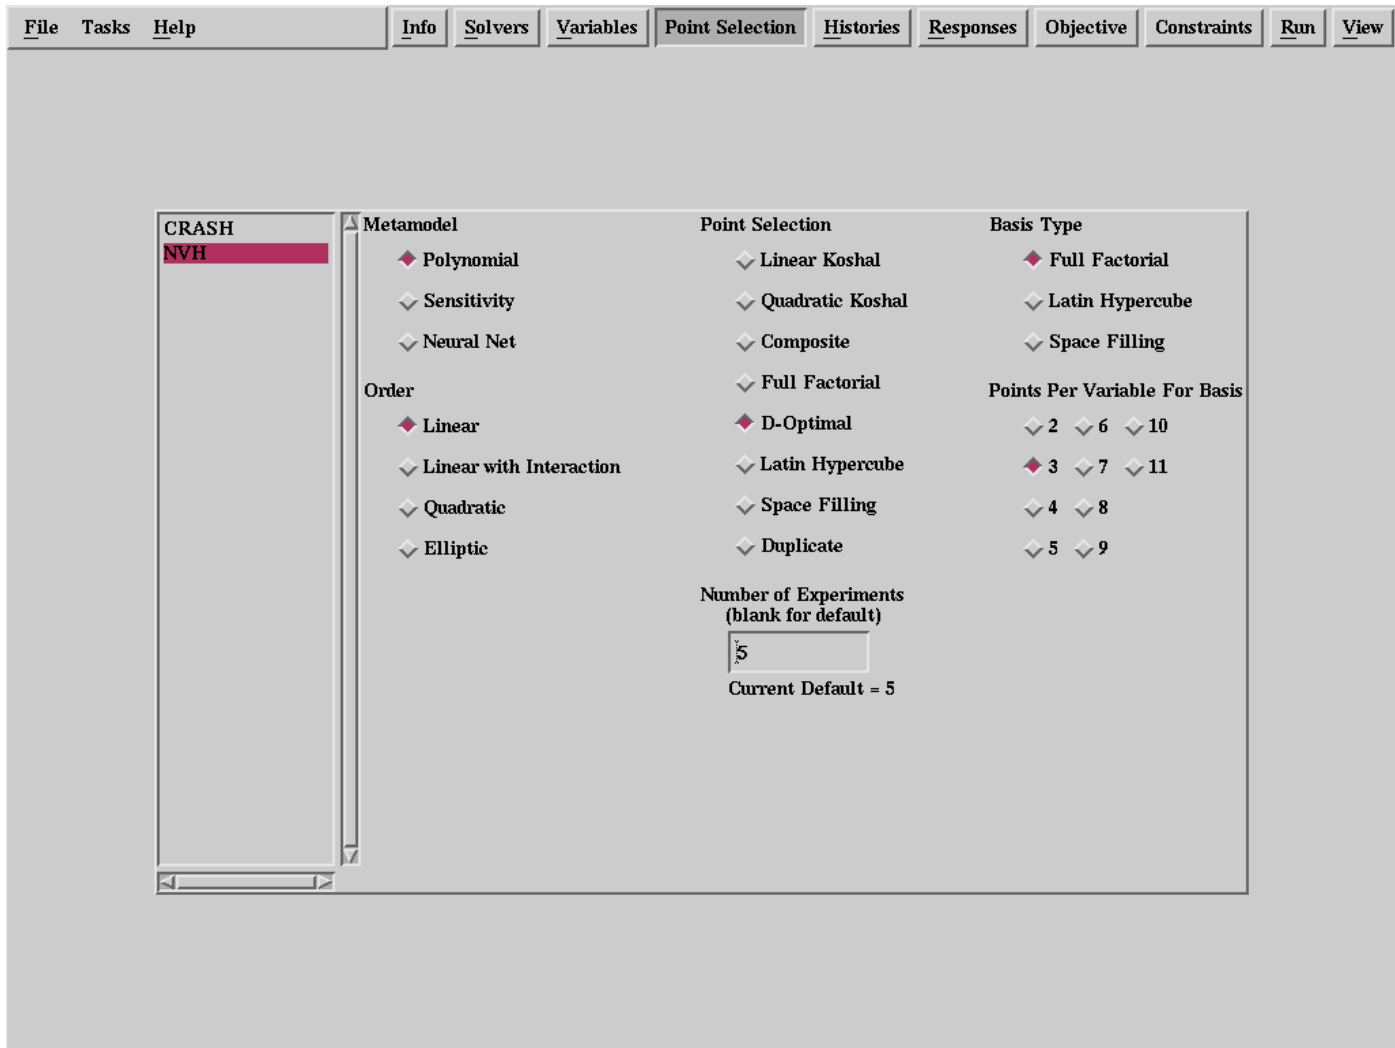 File Tasks Help Info Solvers Variables Point Selection Histories Responses Objective Constraints Run View
CRASH
NVH
Metamodel
Polynomial
Sensitivity
Neural Net
Order
Linear
Linear with Interaction
Quadratic
Elliptic
Point Selection
Linear Koshal
Quadratic Koshal
Composite
Full Factorial
D-Optimal
Latin Hypercube
Space Filling
Duplicate
Number of Experiments
(blank for default)
5
Current Default = 5
Basis Type
Full Factorial
Latin Hypercube
Space Filling
Points Per Variable For Basis
2 6 10
3 7 11
4 8
5 9